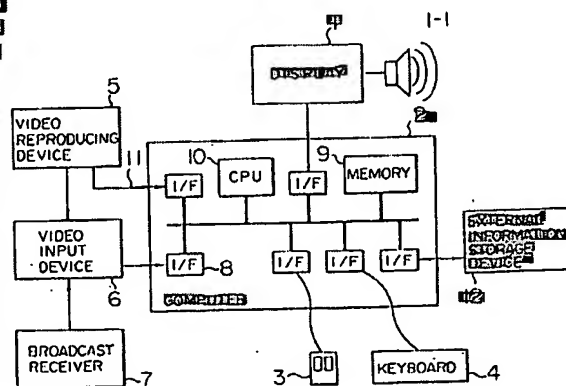 1-1
DISPLAY
5
VIDEO
REPRODUCING
DEVICE
11
10
CPU
I/F
I/F
9
MEMORY
VIDEO
INPUT
DEVICE
6
I/F
8
I/F
I/F
I/F
EXTERNAL
INFORMATION
STORAGE
DEVICE
12
COMPUTER
BROADCAST
RECEIVER
7
3
KEYBOARD
4